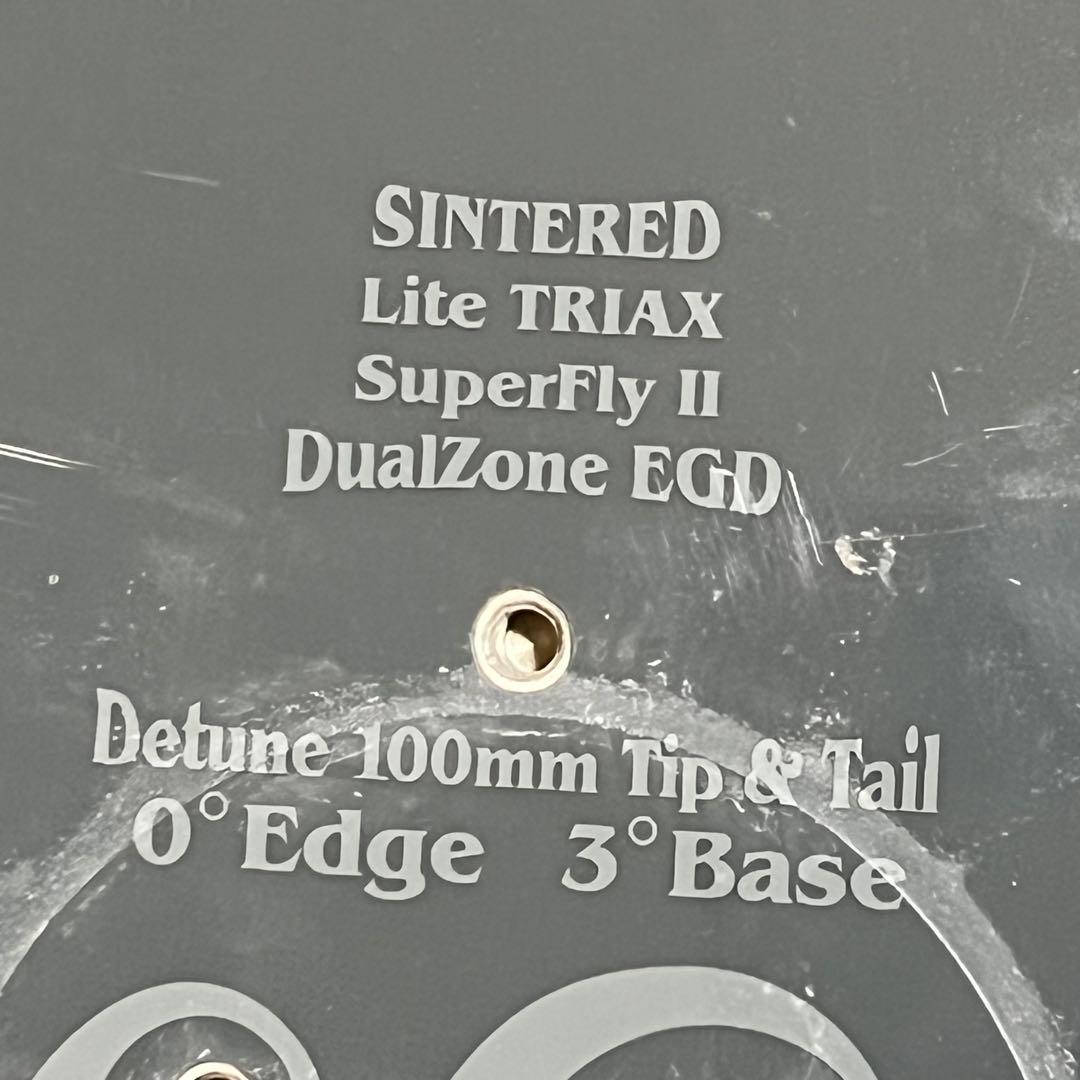 SINTERED
Lite TRIAX
SuperFly II
DualZone EGD
Detune 100mm Tip & Tail
0° Edge 3° Base